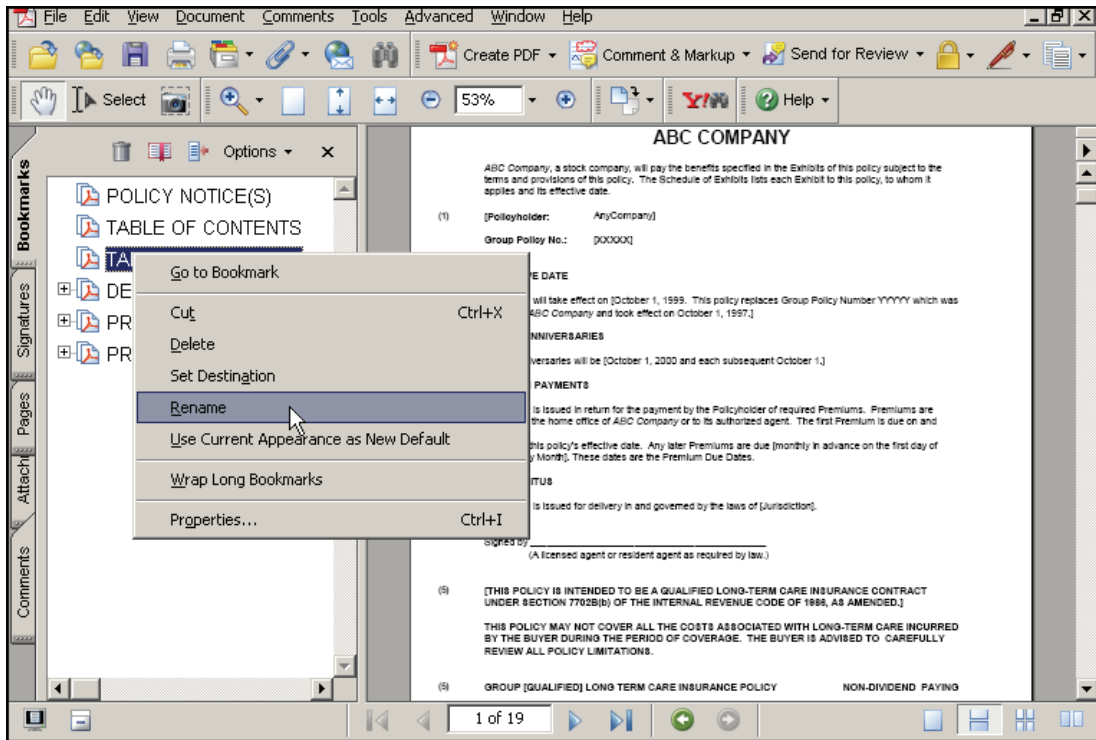 File Edit View Document Comments Tools Advanced Window Help
Create PDF Comment & Markup Send for Review
Select 53% Y! Help
Bookmarks
Signatures
Pages
Attach
Comments
Options x
POLICY NOTICE(S)
TABLE OF CONTENTS
TA
DE
PR
PR
Go to Bookmark
Cut Ctrl+X
Delete
Set Destination
Rename
Use Current Appearance as New Default
Wrap Long Bookmarks
Properties... Ctrl+I
ABC COMPANY
ABC Company, a stock company, will pay the benefits specified in the Exhibits of this policy subject to the
terms and provisions of this policy. The Schedule of Exhibits lists each Exhibit to this policy, to whom it
applies and its effective date.
(1) [Policyholder: AnyCompany]
Group Policy No.: [XXXXX]
E DATE
will take effect on [October 1, 1999. This policy replaces Group Policy Number YYYYY which was
ABC Company and took effect on October 1, 1997.]
NNIVERSARIES
versaries will be [October 1, 2000 and each subsequent October 1.]
PAYMENTS
is issued in return for the payment by the Policyholder of required Premiums. Premiums are
the home office of ABC Company or to its authorized agent. The first Premium is due on and
this policy's effective date. Any later Premiums are due [monthly in advance on the first day of
y Month]. These dates are the Premium Due Dates.
ITUS
is issued for delivery in and governed by the laws of [Jurisdiction].
Signed by
(A licensed agent or resident agent as required by law.)
(5) [THIS POLICY IS INTENDED TO BE A QUALIFIED LONG-TERM CARE INSURANCE CONTRACT
UNDER SECTION 7702B(b) OF THE INTERNAL REVENUE CODE OF 1986, AS AMENDED.]
THIS POLICY MAY NOT COVER ALL THE COSTS ASSOCIATED WITH LONG-TERM CARE INCURRED
BY THE BUYER DURING THE PERIOD OF COVERAGE. THE BUYER IS ADVISED TO CAREFULLY
REVIEW ALL POLICY LIMITATIONS.
(5) GROUP [QUALIFIED] LONG TERM CARE INSURANCE POLICY NON-DIVIDEND PAYING
1 of 19